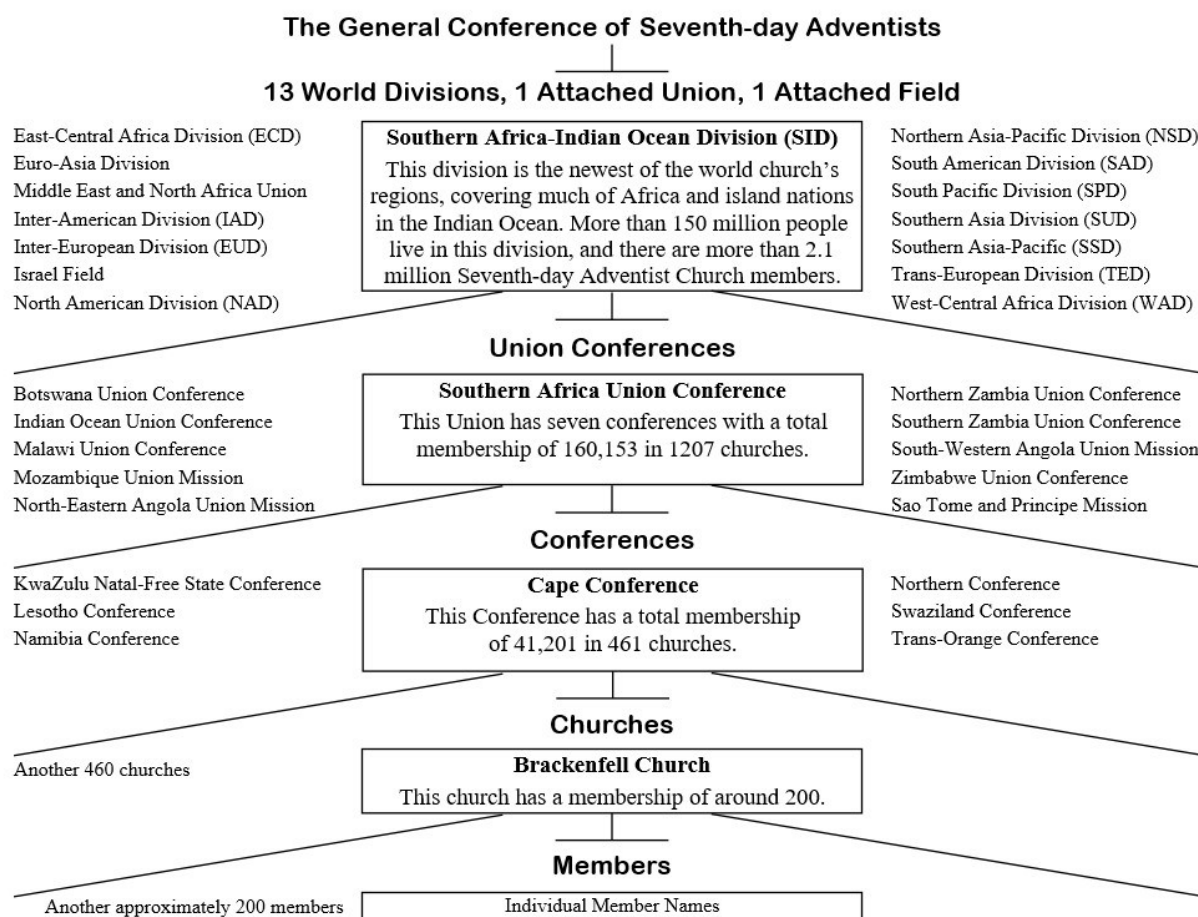 The General Conference of Seventh-day Adventists
13 World Divisions, 1 Attached Union, 1 Attached Field
East-Central Africa Division (ECD)
Euro-Asia Division
Middle East and North Africa Union
Inter-American Division (IAD)
Inter-European Division (EUD)
Israel Field
North American Division (NAD)
Southern Africa-Indian Ocean Division (SID)
This division is the newest of the world church's
regions, covering much of Africa and island nations
in the Indian Ocean. More than 150 million people
live in this division, and there are more than 2.1
million Seventh-day Adventist Church members.
Northern Asia-Pacific Division (NSD)
South American Division (SAD)
South Pacific Division (SPD)
Southern Asia Division (SUD)
Southern Asia-Pacific (SSD)
Trans-European Division (TED)
West-Central Africa Division (WAD)
Union Conferences
Botswana Union Conference
Indian Ocean Union Conference
Malawi Union Conference
Mozambique Union Mission
North-Eastern Angola Union Mission
Southern Africa Union Conference
This Union has seven conferences with a total
membership of 160,153 in 1207 churches.
Northern Zambia Union Conference
Southern Zambia Union Conference
South-Western Angola Union Mission
Zimbabwe Union Conference
Sao Tome and Principe Mission
Conferences
KwaZulu Natal-Free State Conference
Lesotho Conference
Namibia Conference
Cape Conference
This Conference has a total membership
of 41,201 in 461 churches.
Northern Conference
Swaziland Conference
Trans-Orange Conference
Churches
Another 460 churches
Brackenfell Church
This church has a membership of around 200.
Members
Another approximately 200 members
Individual Member Names